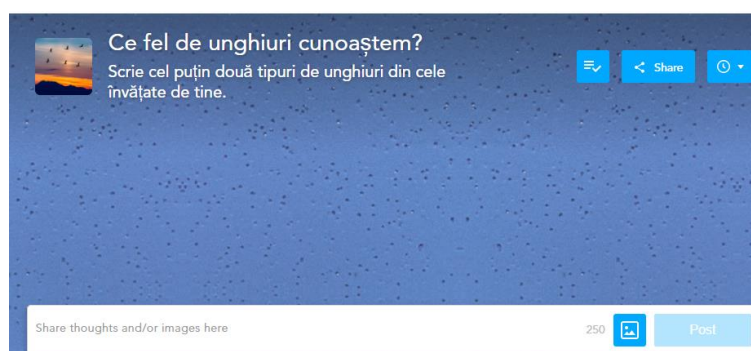 Ce fel de unghiuri cunoaștem?
Scrie cel puțin două tipuri de unghiuri din cele
învățate de tine.
Share
Share thoughts and/or images here
250
Post